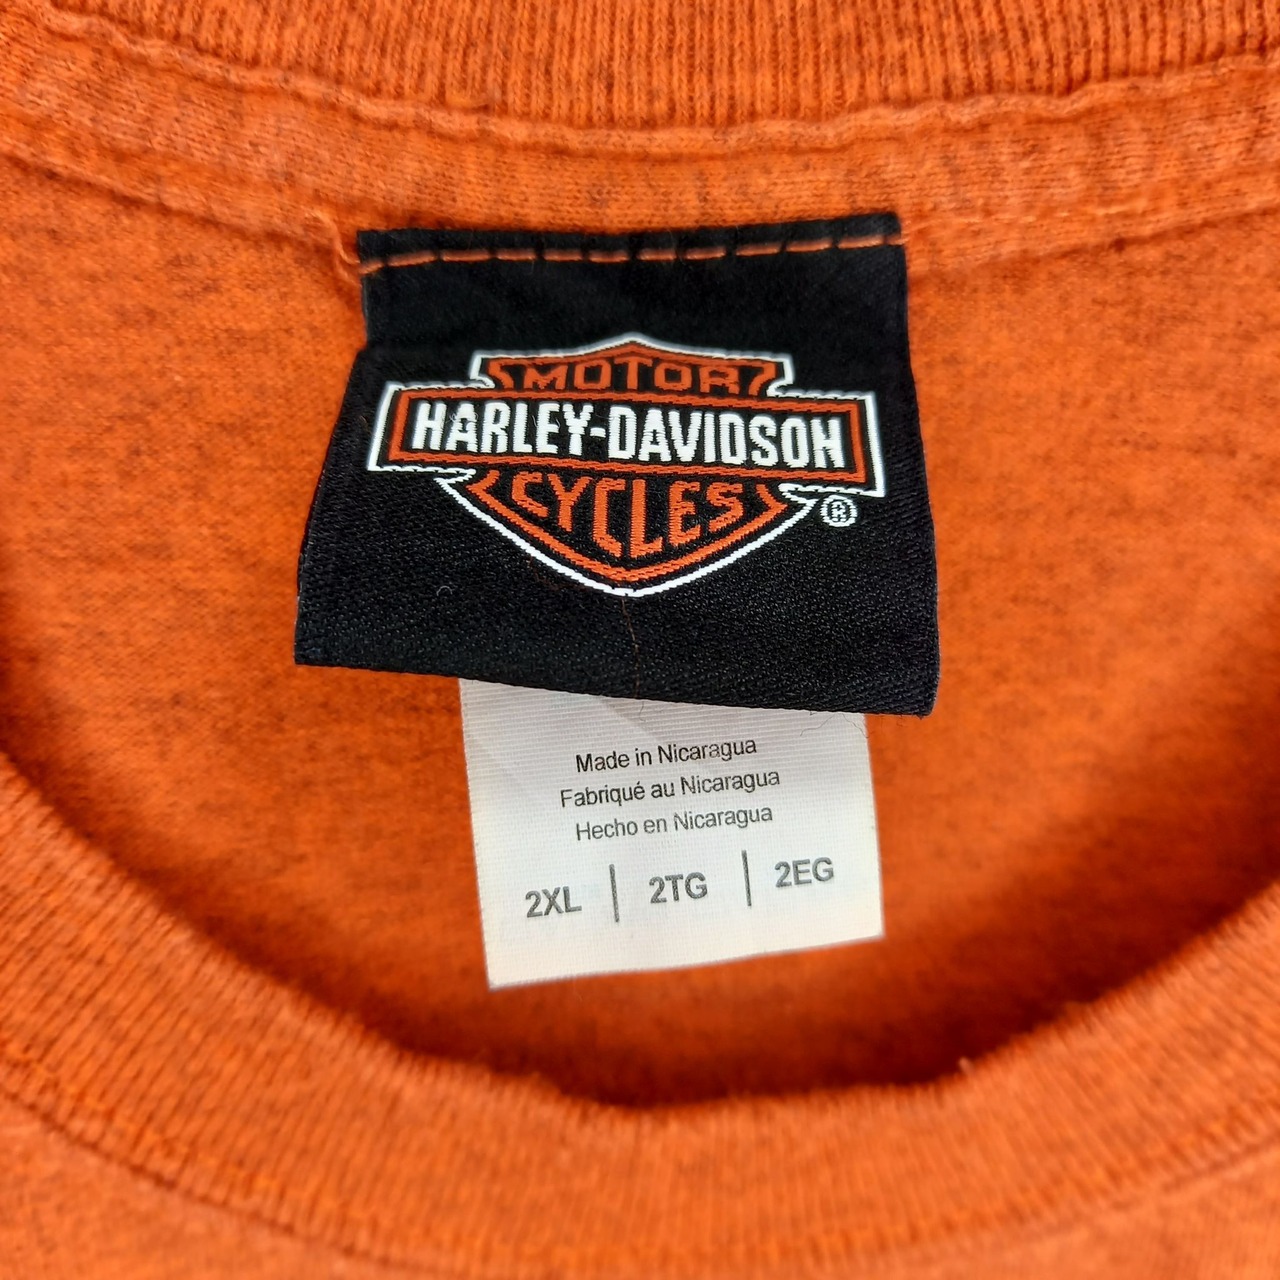 MOTOR
HARLEY-DAVIDSON
CYCLES
®
Made in Nicaragua
Fabriqué au Nicaragua
Hecho en Nicaragua
2XL | 2TG | 2EG